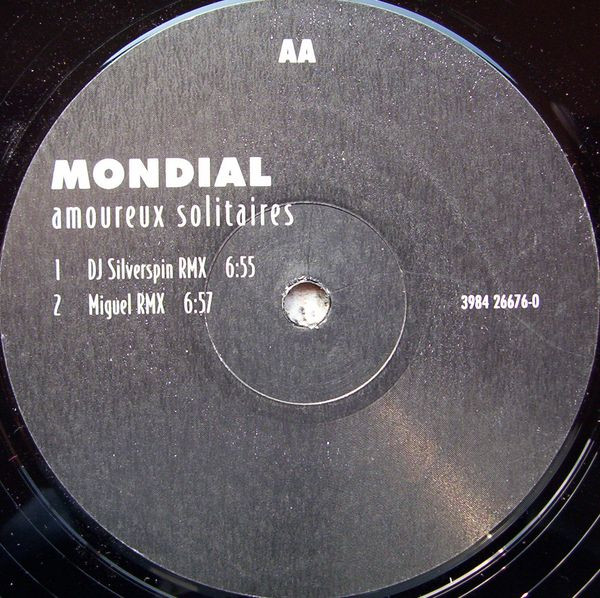 AA
MONDIAL
amoureux solitaires
1 DJ Silverspin RMX 6:55
2 Miguel RMX 6:57
3984 26676-0